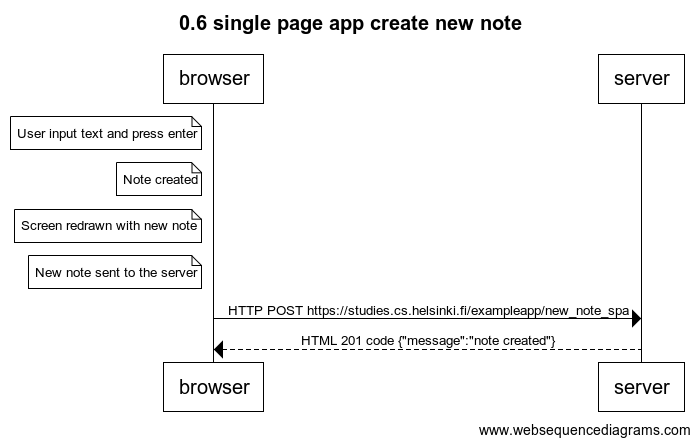 0.6 single page app create new note
browser
server
User input text and press enter
Note created
Screen redrawn with new note
New note sent to the server
HTTP POST https://studies.cs.helsinki.fi/exampleapp/new_note_spa
HTML 201 code {"message":"note created"}
browser
server
www.websequencediagrams.com